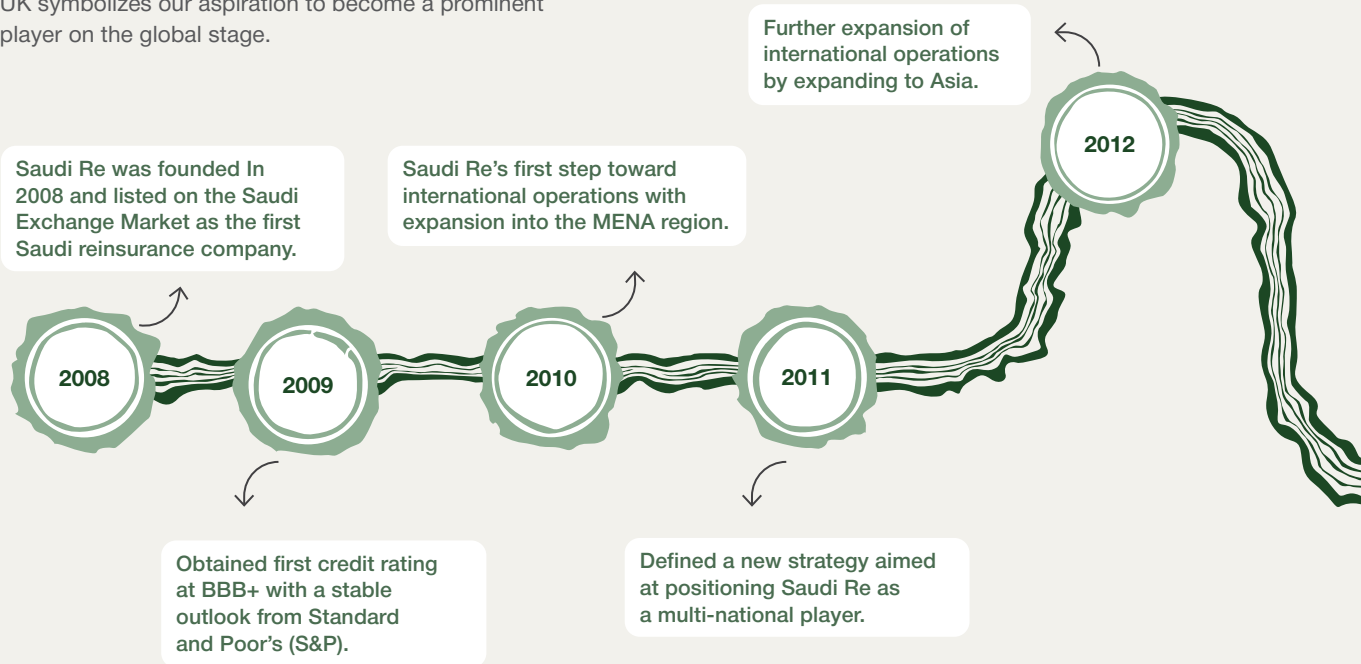 UK symbolizes our aspiration to become a prominent
player on the global stage.
Further expansion of
international operations
by expanding to Asia.
2012
Saudi Re was founded In
2008 and listed on the Saudi
Exchange Market as the first
Saudi reinsurance company.
Saudi Re’s first step toward
international operations with
expansion into the MENA region.
2008
2009
2010
2011
Obtained first credit rating
at BBB+ with a stable
outlook from Standard
and Poor’s (S&P).
Defined a new strategy aimed
at positioning Saudi Re as
a multi-national player.